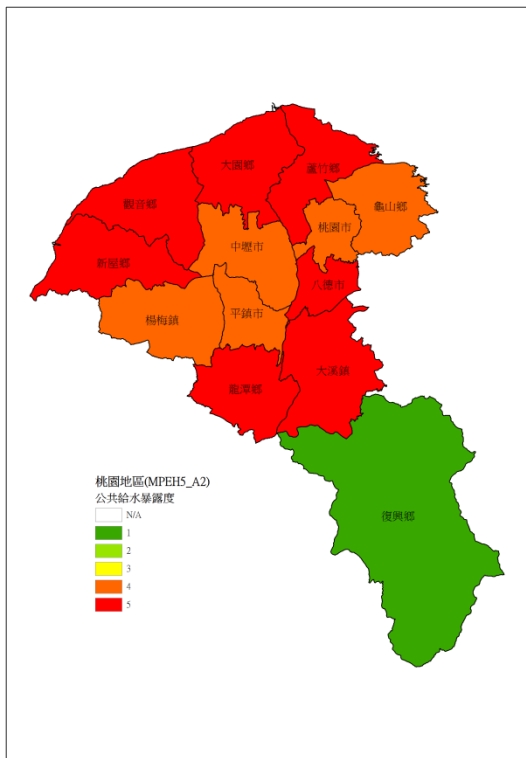 大園鄉
蘆竹鄉
觀音鄉
龜山鄉
桃園市
中壢市
新屋鄉
八德市
平鎮市
楊梅鎮
大溪鎮
龍潭鄉
復興鄉
桃園地區(MPEH5_A2)
公共給水暴露度
N/A
1
2
3
4
5